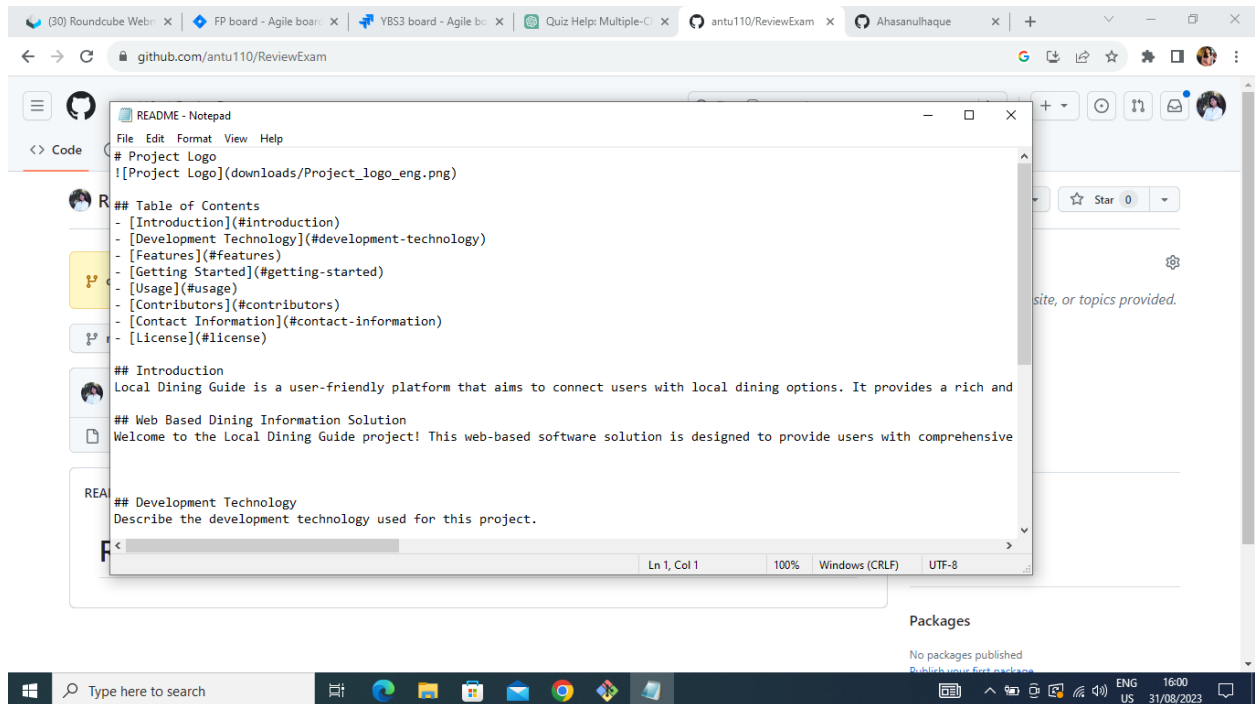 (30) Roundcube Webm
FP board - Agile board
YBS3 board - Agile bo
Quiz Help: Multiple-C
antu110/ReviewExam
Ahasanulhaque
github.com/antu110/ReviewExam
README - Notepad
File Edit Format View Help
<> Code
# Project Logo
![Project Logo](downloads/Project_logo_eng.png)
## Table of Contents
- [Introduction](#introduction)
- [Development Technology](#development-technology)
- [Features](#features)
- [Getting Started](#getting-started)
- [Usage](#usage)
- [Contributors](#contributors)
- [Contact Information](#contact-information)
- [License](#license)
## Introduction
Local Dining Guide is a user-friendly platform that aims to connect users with local dining options. It provides a rich and
## Web Based Dining Information Solution
Welcome to the Local Dining Guide project! This web-based software solution is designed to provide users with comprehensive
## Development Technology
Describe the development technology used for this project.
Ln 1, Col 1 100% Windows (CRLF) UTF-8
Star 0
site, or topics provided.
REA
R
Packages
No packages published
Publish your first package
Type here to search
ENG
US
16:00
31/08/2023